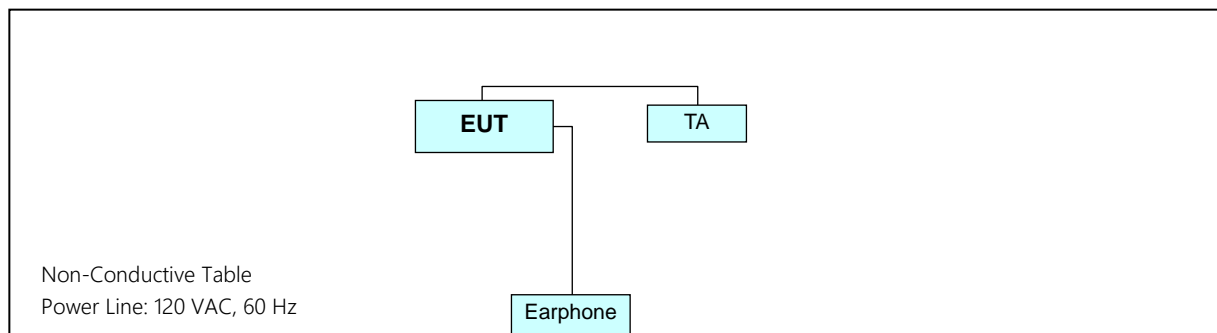 EUT
TA
Non-Conductive Table
Power Line: 120 VAC, 60 Hz
Earphone